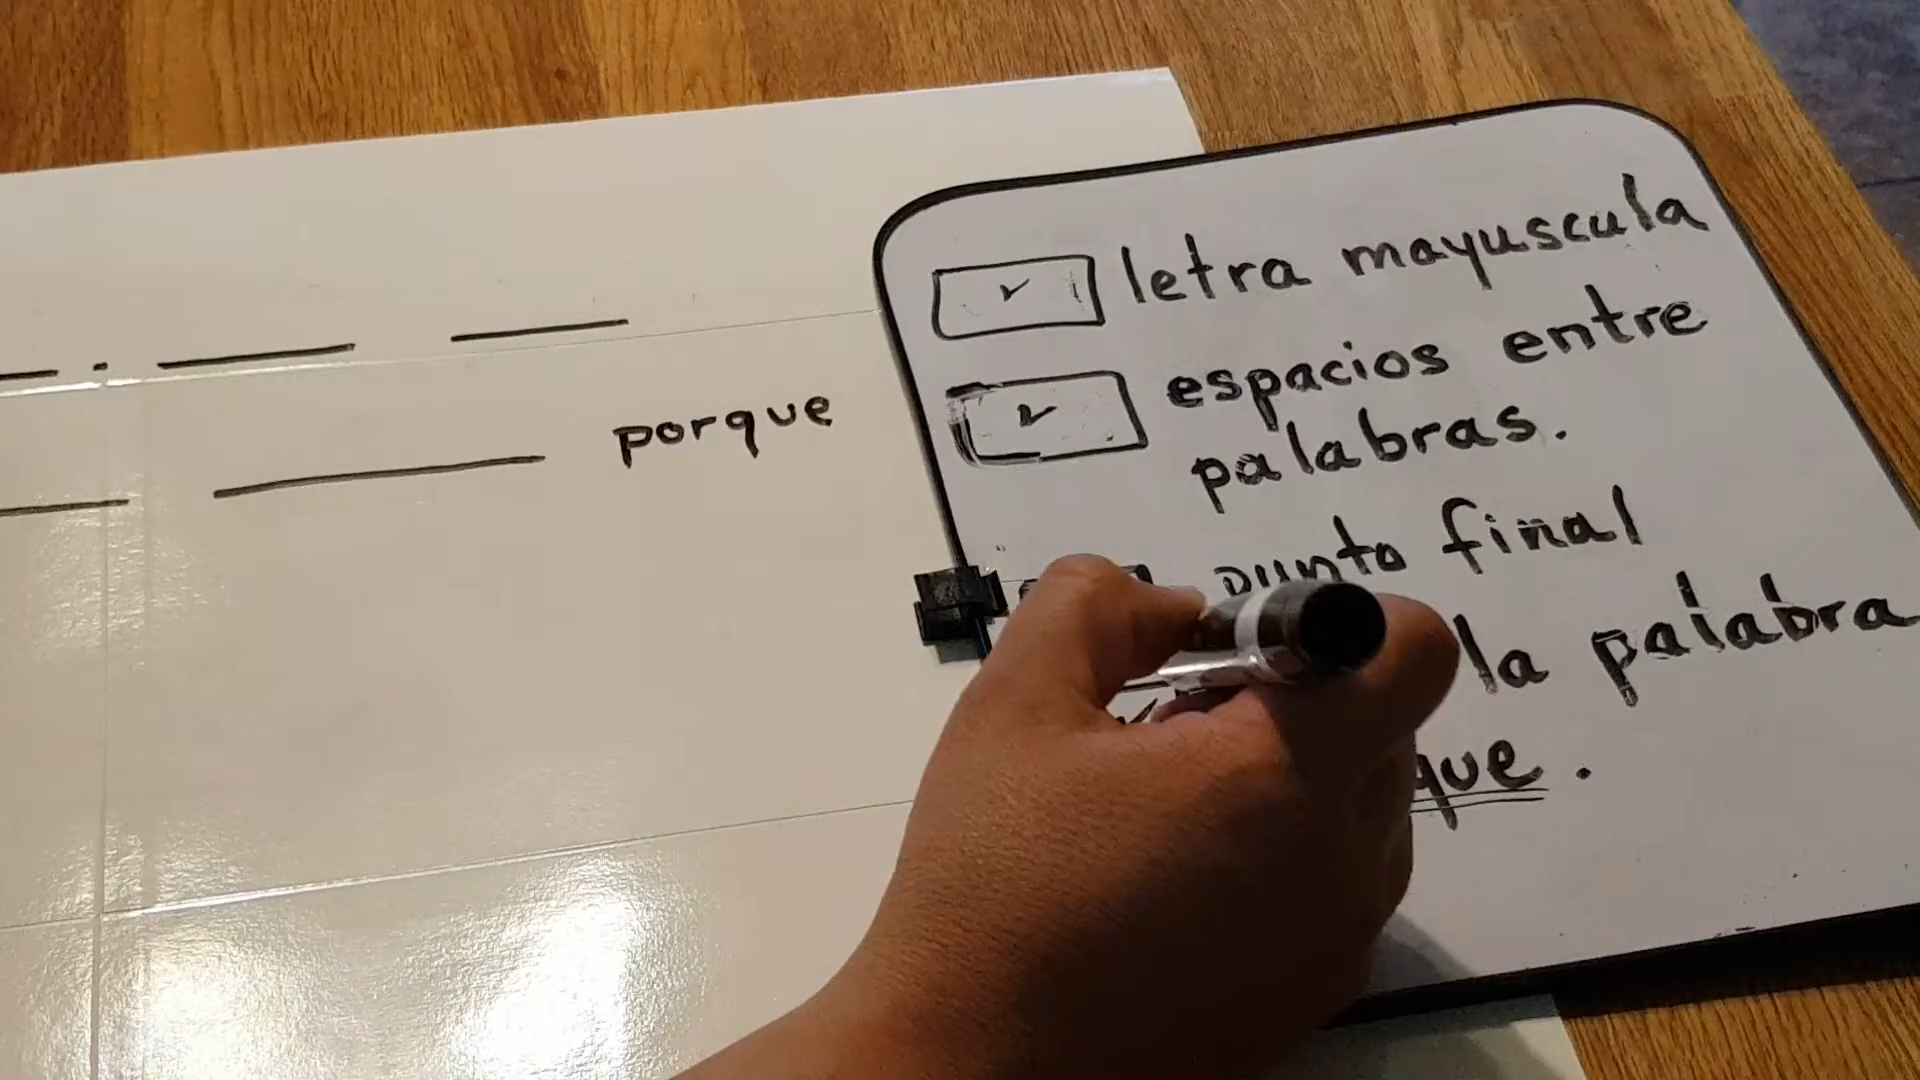 porque
letra mayuscula
espacios entre
palabras.
punto final
la palabra
que.